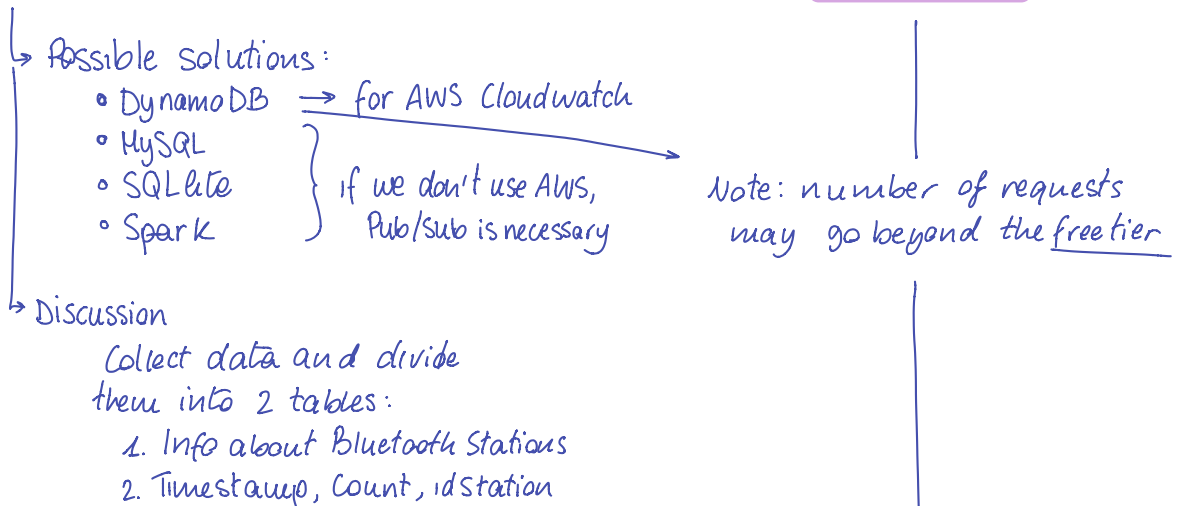 Possible solutions:
• DynamoDB → for AWS Cloudwatch
• MySQL
• SQLite
• Spark
if we don't use AWS,
Pub/Sub is necessary
Note: number of requests
may go beyond the free tier
Discussion
Collect data and divide
them into 2 tables:
1. Info about Bluetooth Stations
2. Timestamp, Count, idStation